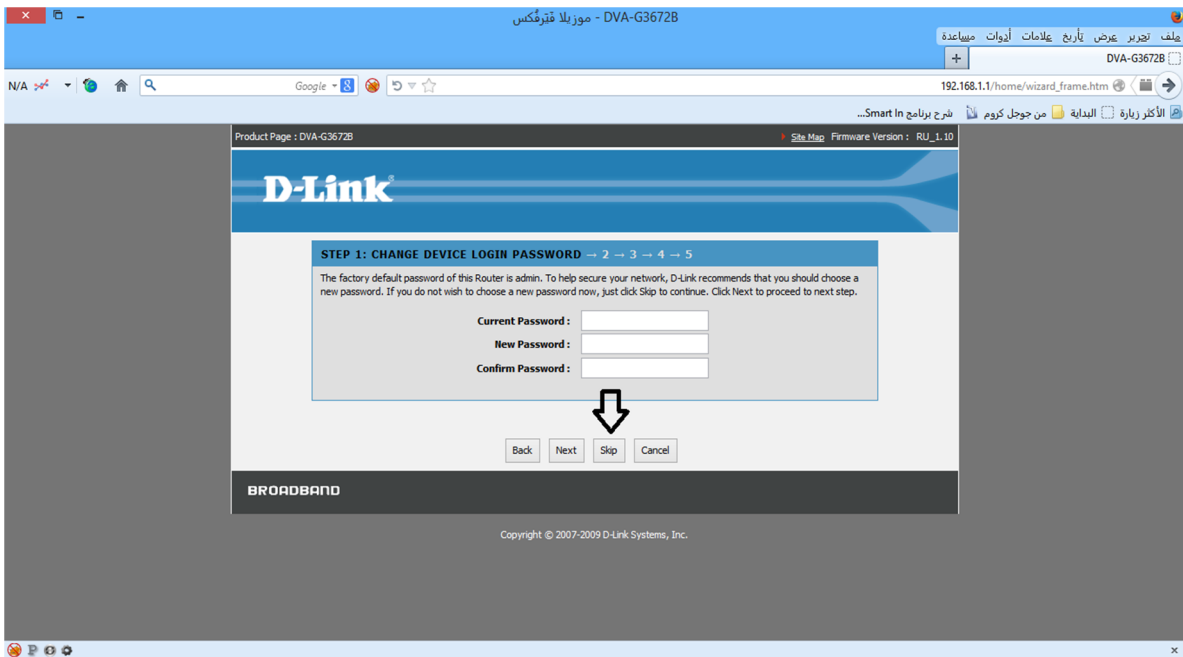 DVA-G3672B - موزيلا فَيَرفُكس
ملف تحرير عرض تأريخ علامات أدوات مساعدة
DVA-G3672B
+
192.168.1.1/home/wizard_frame.htm
Google
8
N/A
الأكثر زيارة البداية من جوجل كروم شرح برنامج Smart In...
Product Page : DVA-G3672B Site Map Firmware Version : RU_1.10
D-Link®
STEP 1: CHANGE DEVICE LOGIN PASSWORD → 2 → 3 → 4 → 5
The factory default password of this Router is admin. To help secure your network, D-Link recommends that you should choose a
new password. If you do not wish to choose a new password now, just click Skip to continue. Click Next to proceed to next step.
Current Password :
New Password :
Confirm Password :
Back Next Skip Cancel
BROADBAND
Copyright © 2007-2009 D-Link Systems, Inc.